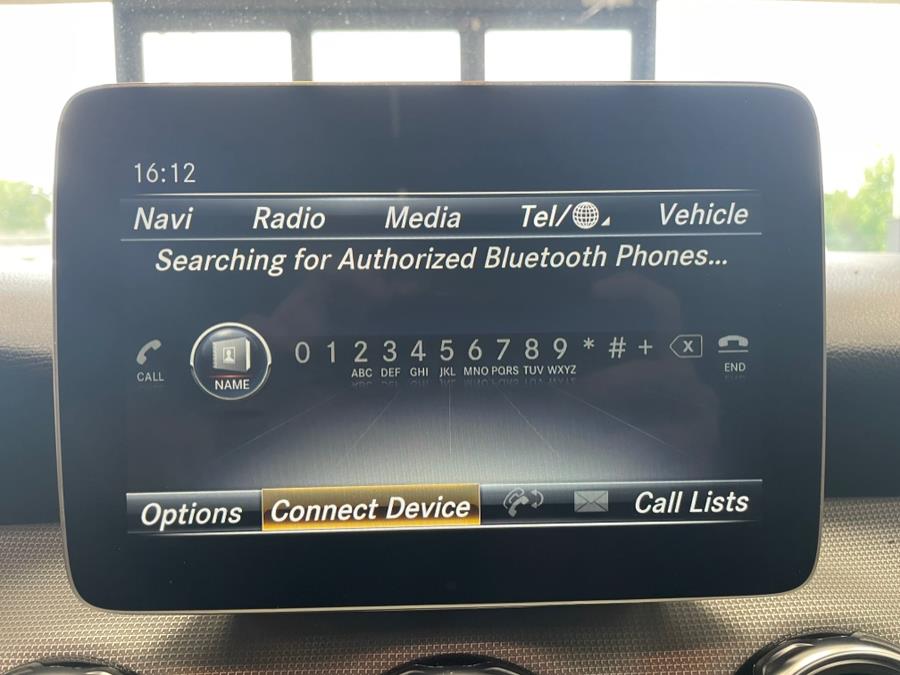 16:12
Navi Radio Media Tel/ Vehicle
Searching for Authorized Bluetooth Phones...
CALL NAME 0 1 2 3 4 5 6 7 8 9 * # + X END
ABC DEF GHI JKL MNO PQRS TUV WXYZ
Options Connect Device Call Lists